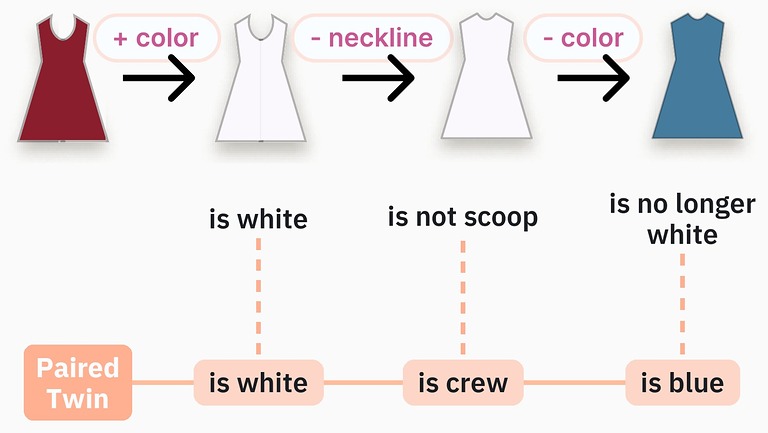 + color
- neckline
- color
is white
is not scoop
is no longer
white
Paired
Twin
is white
is crew
is blue